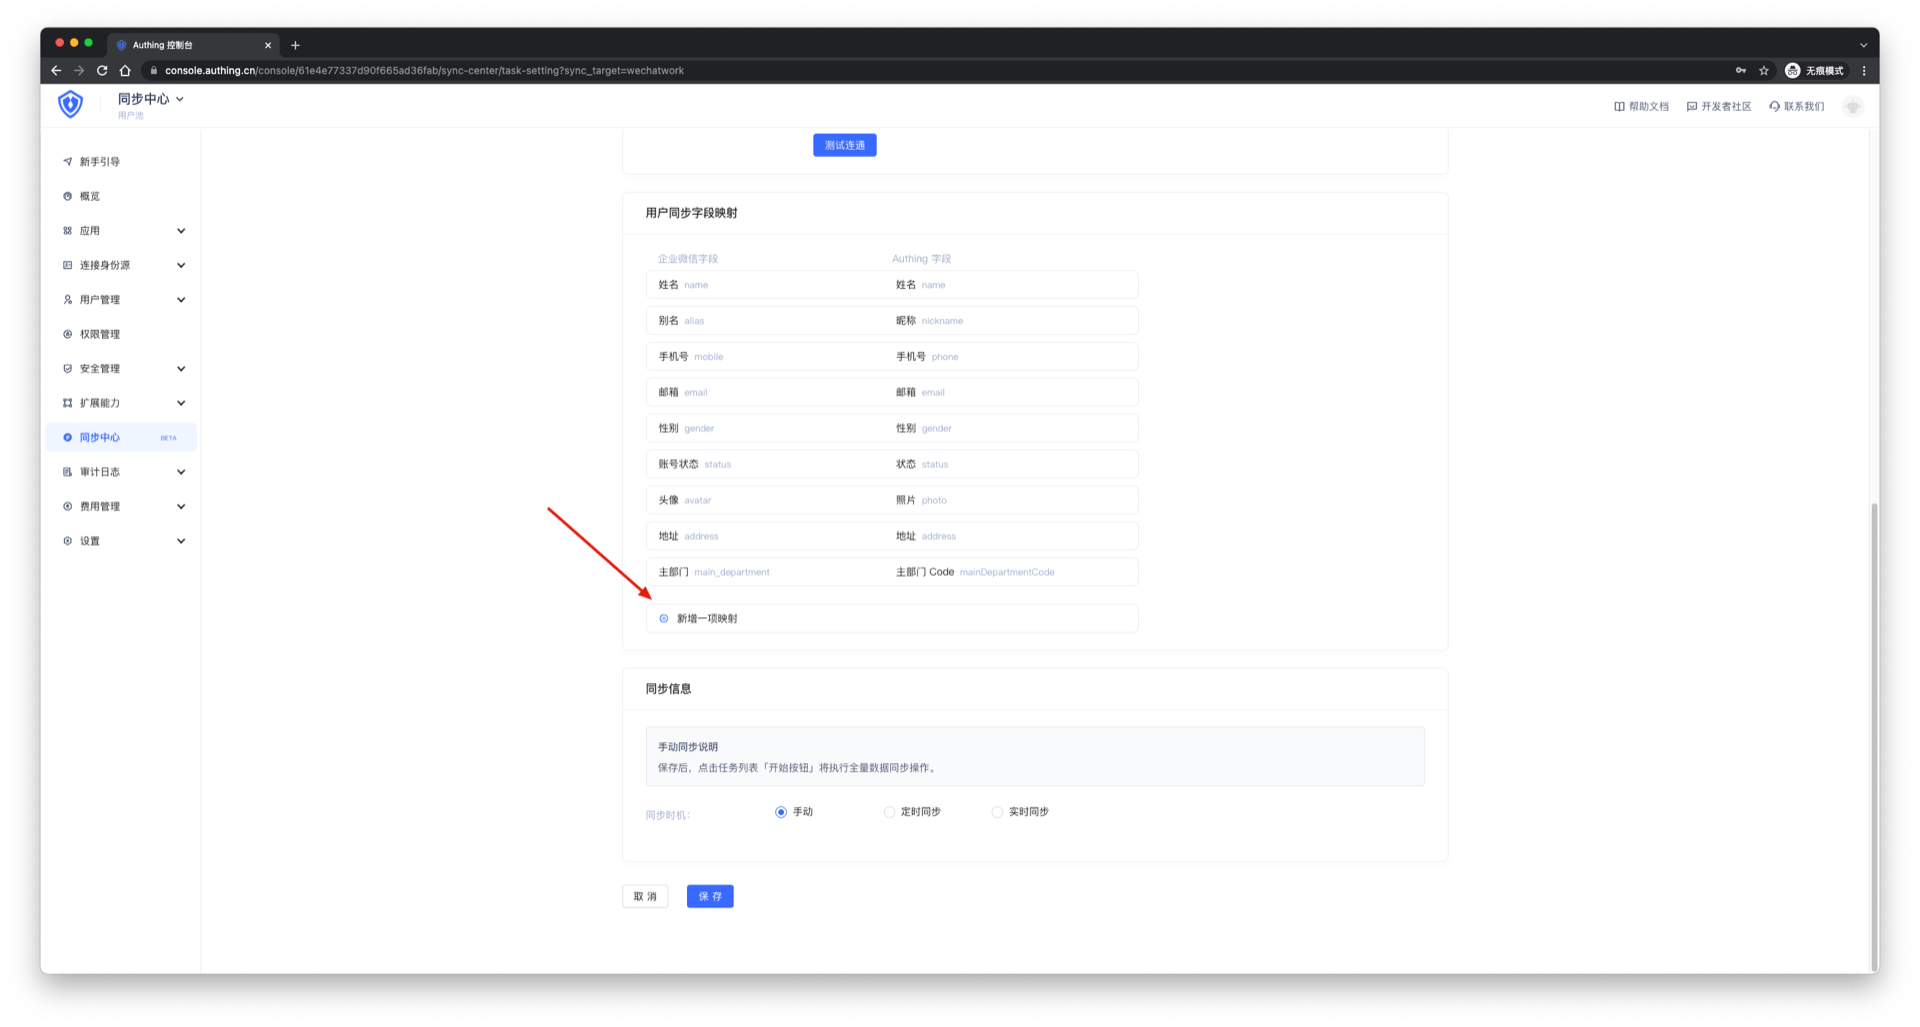 Authing 控制台
console.authing.cn/console/61e4e77337d90f665ad36fab/sync-center/task-setting?sync_target=wechatwork
无痕模式
同步中心
用户池
帮助文档 开发者社区 联系我们
新手引导
概览
应用
连接身份源
用户管理
权限管理
安全管理
扩展能力
同步中心 BETA
审计日志
费用管理
设置
测试连通
用户同步字段映射
企业微信字段 Authing 字段
姓名 name 姓名 name
别名 alias 昵称 nickname
手机号 mobile 手机号 phone
邮箱 email 邮箱 email
性别 gender 性别 gender
账号状态 status 状态 status
头像 avatar 照片 photo
地址 address 地址 address
主部门 main_department 主部门 Code mainDepartmentCode
新增一项映射
同步信息
手动同步说明
保存后，点击任务列表「开始按钮」将执行全量数据同步操作。
同步时机： 手动 定时同步 实时同步
取 消 保 存